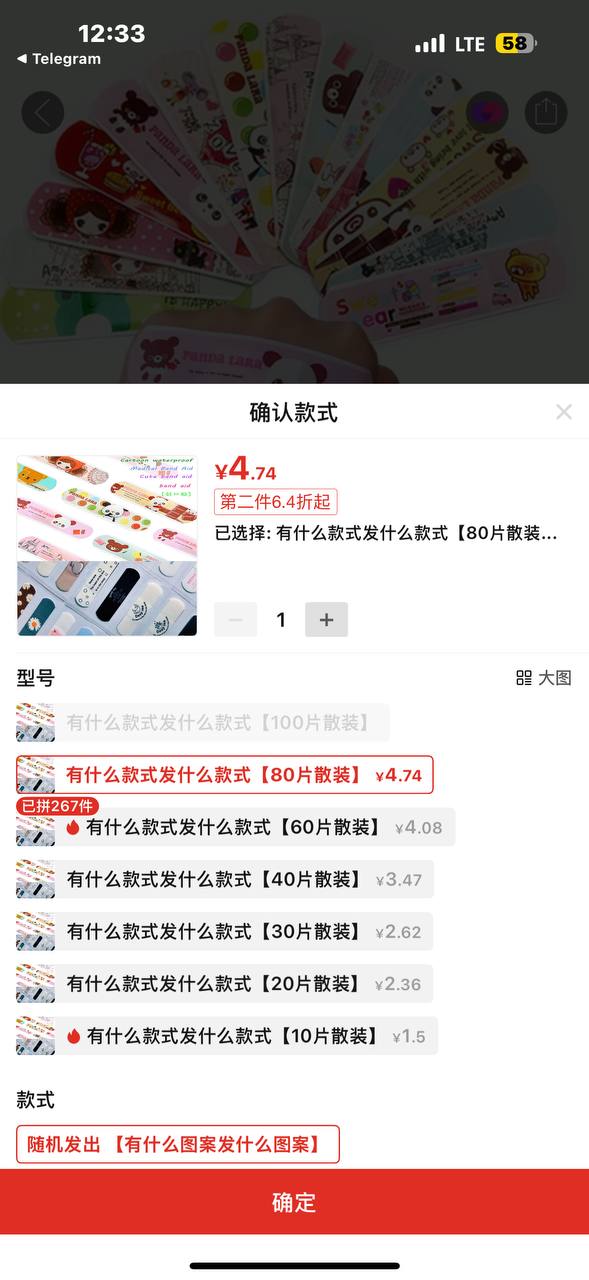 12:33
LTE
58
◀ Telegram
PANDA LARA
PANDA LARA
Sweet
ear
PANDA LARA
确认款式
Cartoon waterproof
Medical Band Aid
Cute band aid
band aid
¥4.74
第二件6.4折起
已选择: 有什么款式发什么款式【80片散装...
1
型号
大图
有什么款式发什么款式【100片散装】
有什么款式发什么款式【80片散装】 ¥4.74
已拼267件
有什么款式发什么款式【60片散装】 ¥4.08
有什么款式发什么款式【40片散装】 ¥3.47
有什么款式发什么款式【30片散装】 ¥2.62
有什么款式发什么款式【20片散装】 ¥2.36
有什么款式发什么款式【10片散装】 ¥1.5
款式
随机发出 【有什么图案发什么图案】
确定